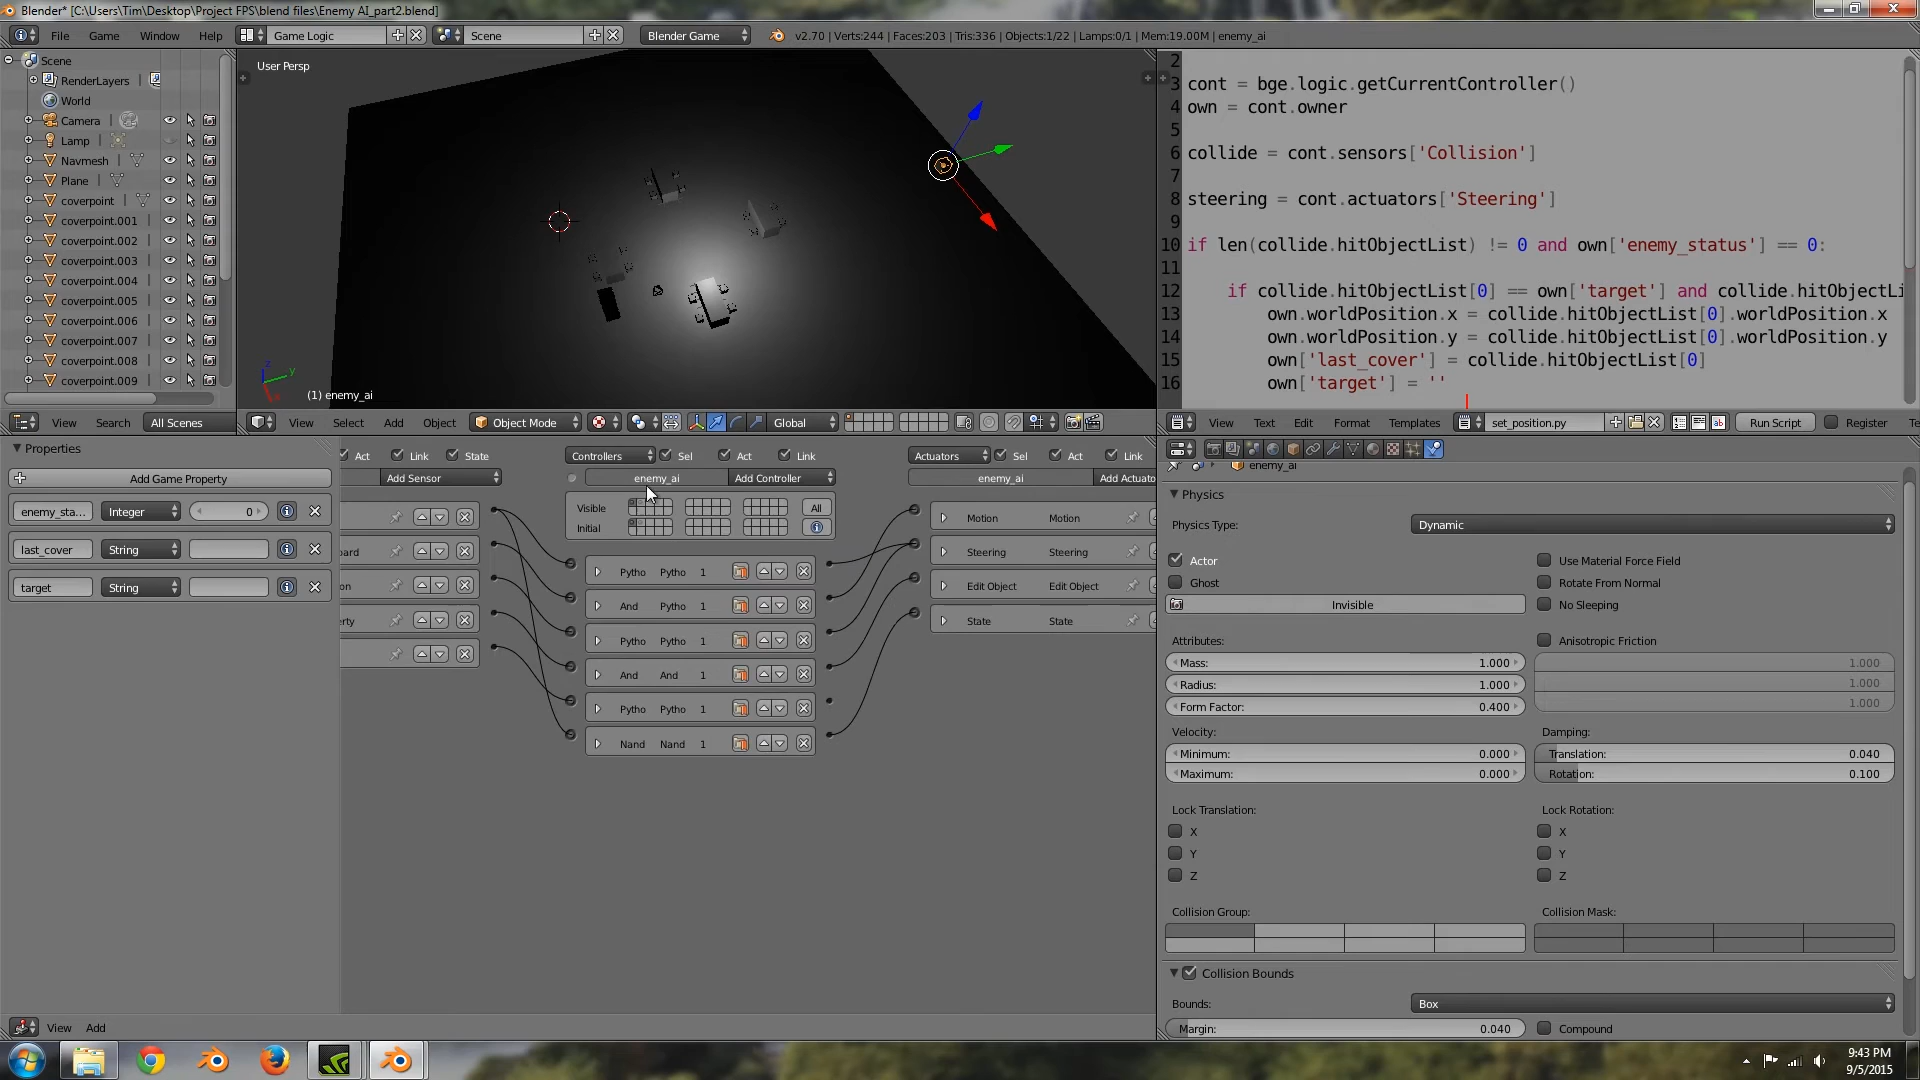 Blender* [C:\Users\Tim\Desktop\Project FPS\blend files\Enemy AI_part2.blend]
File Game Window Help Game Logic Scene Blender Game v2.70 | Verts:244 | Faces:203 | Tris:336 | Objects:1/22 | Lamps:0/1 | Mem:19.00M | enemy_ai
Scene
RenderLayers |
World
Camera |
Lamp |
Navmesh |
Plane |
coverpoint |
coverpoint.001 |
coverpoint.002 |
coverpoint.003 |
coverpoint.004 |
coverpoint.005 |
coverpoint.006 |
coverpoint.007 |
coverpoint.008 |
coverpoint.009 |
View Search All Scenes
User Persp
z y
(1) enemy_ai
View Select Add Object Object Mode Global
2
3 cont = bge.logic.getCurrentController()
4 own = cont.owner
5
6 collide = cont.sensors['Collision']
7
8 steering = cont.actuators['Steering']
9
10 if len(collide.hitObjectList) != 0 and own['enemy_status'] == 0:
11
12 if collide.hitObjectList[0] == own['target'] and collide.hitObjectLi
13 own.worldPosition.x = collide.hitObjectList[0].worldPosition.x
14 own.worldPosition.y = collide.hitObjectList[0].worldPosition.y
15 own['last_cover'] = collide.hitObjectList[0]
16 own['target'] = ''
View Text Edit Format Templates set_position.py Run Script Register Te
Properties
Add Game Property
enemy_sta... Integer 0
last_cover String
target String
Act Link State
Add Sensor
ard
on
erty
Controllers Sel Act Link
enemy_ai Add Controller
Visible All
Initial
Pytho Pytho 1
And Pytho 1
Pytho Pytho 1
And And 1
Pytho Pytho 1
Nand Nand 1
Actuators Sel Act Link
enemy_ai Add Actuato
Motion Motion
Steering Steering
Edit Object Edit Object
State State
View Add
enemy_ai
Physics
Physics Type: Dynamic
Actor Use Material Force Field
Ghost Rotate From Normal
Invisible No Sleeping
Attributes: Anisotropic Friction
Mass: 1.000 1.000
Radius: 1.000 1.000
Form Factor: 0.400 1.000
Velocity: Damping:
Minimum: 0.000 Translation: 0.040
Maximum: 0.000 Rotation: 0.100
Lock Translation: Lock Rotation:
X X
Y Y
Z Z
Collision Group: Collision Mask:
Collision Bounds
Bounds: Box
Margin: 0.040 Compound
9:43 PM
9/5/2015